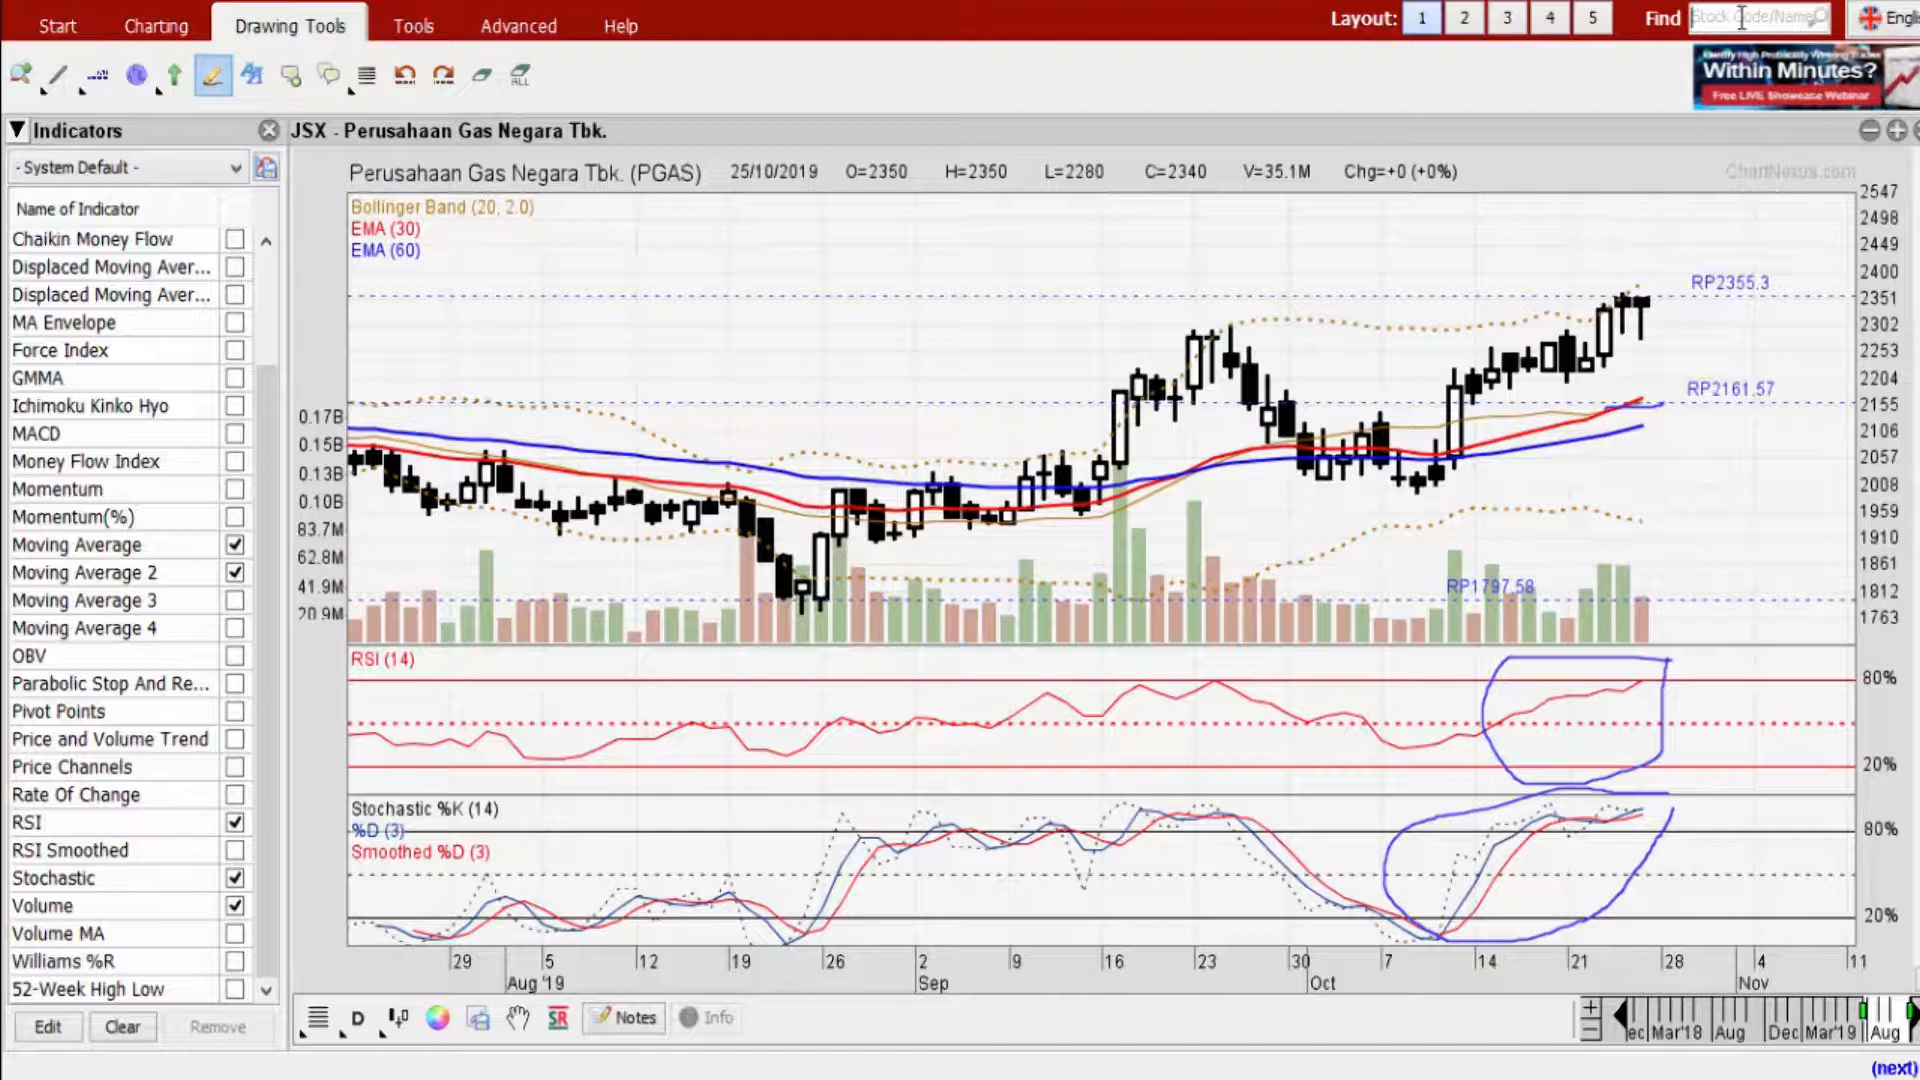 Start Charting Drawing Tools Tools Advanced Help Layout: 1 2 3 4 5 Find Stock Code/Name
Within Minutes?
Free LIVE Showcase Webinar
Indicators
JSX - Perusahaan Gas Negara Tbk.
- System Default -
Perusahaan Gas Negara Tbk. (PGAS) 25/10/2019 O=2350 H=2350 L=2280 C=2340 V=35.1M Chg=+0 (+0%)
ChartNexus.com
Name of Indicator
Chaikin Money Flow
Displaced Moving Aver...
Displaced Moving Aver...
MA Envelope
Force Index
GMMA
Ichimoku Kinko Hyo
MACD
Money Flow Index
Momentum
Momentum(%)
Moving Average
Moving Average 2
Moving Average 3
Moving Average 4
OBV
Parabolic Stop And Re...
Pivot Points
Price and Volume Trend
Price Channels
Rate Of Change
RSI
RSI Smoothed
Stochastic
Volume
Volume MA
Williams %R
52-Week High Low
Edit Clear Remove
Bollinger Band (20, 2.0)
EMA (30)
EMA (60)
RP2355.3
RP2161.57
RP1797.58
0.17B
0.15B
0.13B
0.10B
83.7M
62.8M
41.9M
20.9M
2547
2498
2449
2400
2351
2302
2253
2204
2155
2106
2057
2008
1959
1910
1861
1812
1763
RSI (14)
80%
20%
Stochastic %K (14)
%D (3)
Smoothed %D (3)
80%
20%
29 5 12 19 26 2 9 16 23 30 7 14 21 28 4 11
Aug '19 Sep Oct Nov
D SR Notes Info
ec Mar'18 Aug Dec Mar'19 Aug
(next)